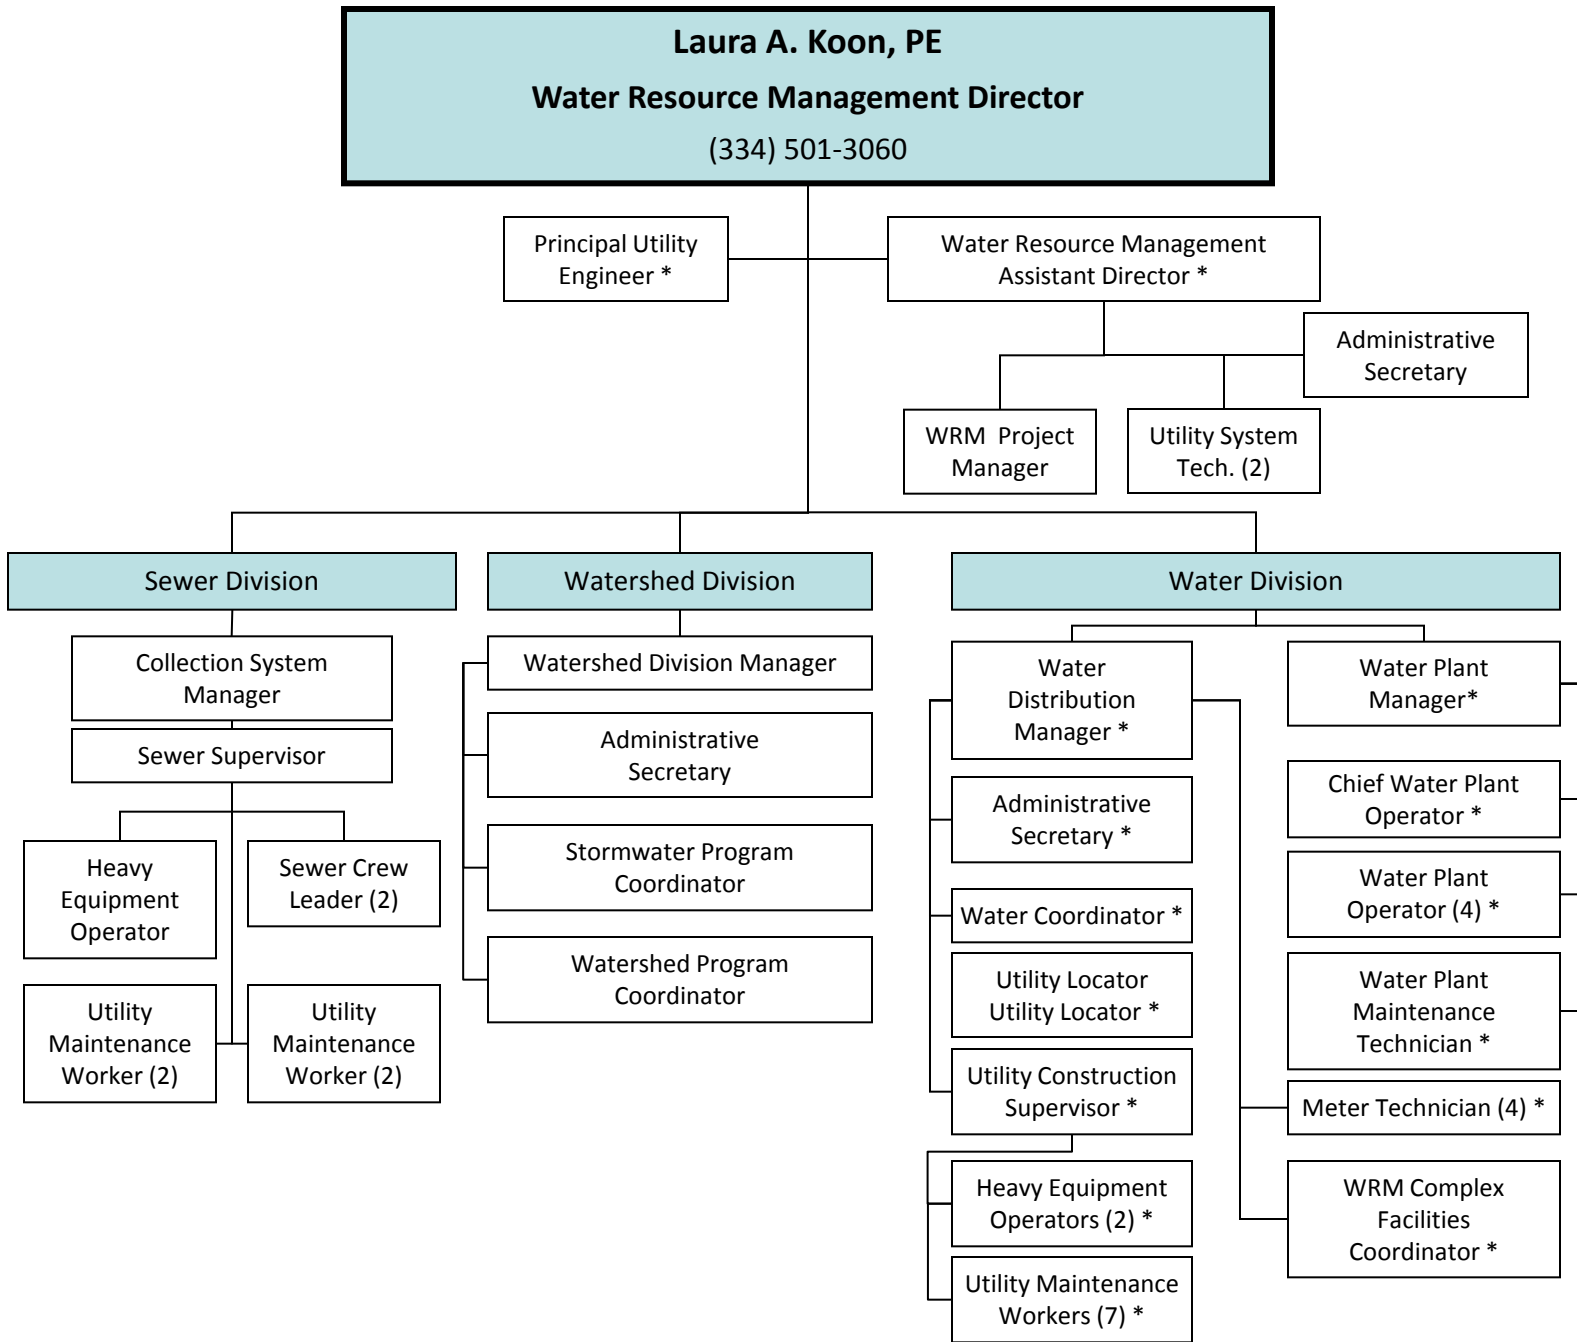 Laura A. Koon, PE
Water Resource Management Director
(334) 501-3060
Principal Utility
Engineer *
Water Resource Management
Assistant Director *
Administrative
Secretary
WRM  Project
Manager
Utility System
Tech. (2)
Sewer Division
Collection System
Manager
Sewer Supervisor
Heavy
Equipment
Operator
Sewer Crew
Leader (2)
Utility
Maintenance
Worker (2)
Utility
Maintenance
Worker (2)
Watershed Division
Watershed Division Manager
Administrative
Secretary
Stormwater Program
Coordinator
Watershed Program
Coordinator
Water Division
Water
Distribution
Manager *
Administrative
Secretary *
Water Coordinator *
Utility Locator
Utility Locator *
Utility Construction
Supervisor *
Heavy Equipment
Operators (2) *
Utility Maintenance
Workers (7) *
Water Plant
Manager*
Chief Water Plant
Operator *
Water Plant
Operator (4) *
Water Plant
Maintenance
Technician *
Meter Technician (4) *
WRM Complex
Facilities
Coordinator *